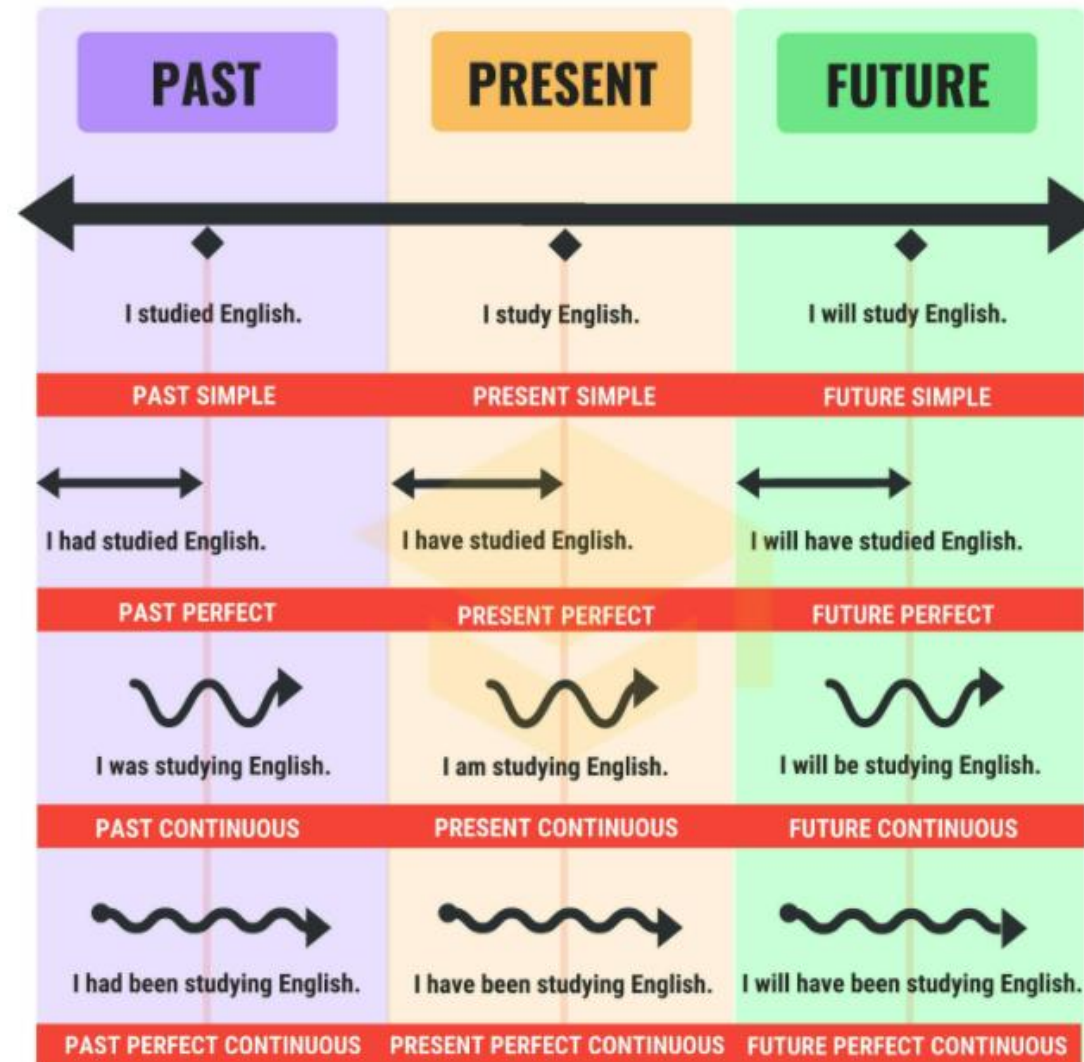 PAST
PRESENT
FUTURE
I studied English.
I study English.
I will study English.
PAST SIMPLE
PRESENT SIMPLE
FUTURE SIMPLE
I had studied English.
I have studied English.
I will have studied English.
PAST PERFECT
PRESENT PERFECT
FUTURE PERFECT
I was studying English.
I am studying English.
I will be studying English.
PAST CONTINUOUS
PRESENT CONTINUOUS
FUTURE CONTINUOUS
I had been studying English.
I have been studying English.
I will have been studying English.
PAST PERFECT CONTINUOUS
PRESENT PERFECT CONTINUOUS
FUTURE PERFECT CONTINUOUS